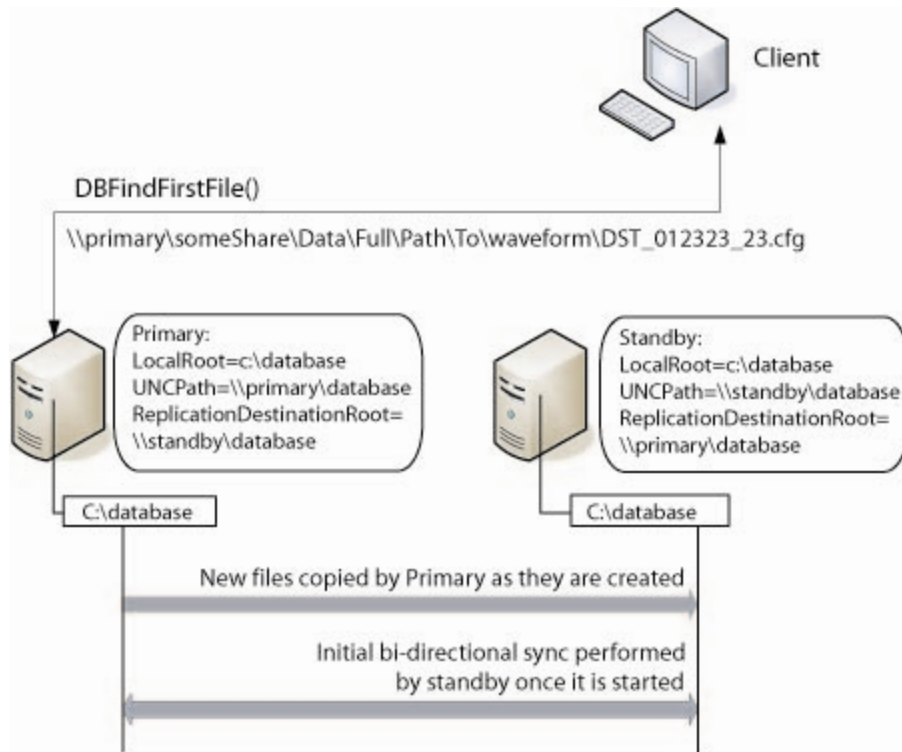 Client
DBFindFirstFile()
\\primary\someShare\Data\Full\Path\To\waveform\DST_012323_23.cfg
Primary:
LocalRoot=c:\database
UNCPath=\\primary\database
ReplicationDestinationRoot=
\\standby\database
Standby:
LocalRoot=c:\database
UNCPath=\\standby\database
ReplicationDestinationRoot=
\\primary\database
C:\database
C:\database
New files copied by Primary as they are created
Initial bi-directional sync performed
by standby once it is started